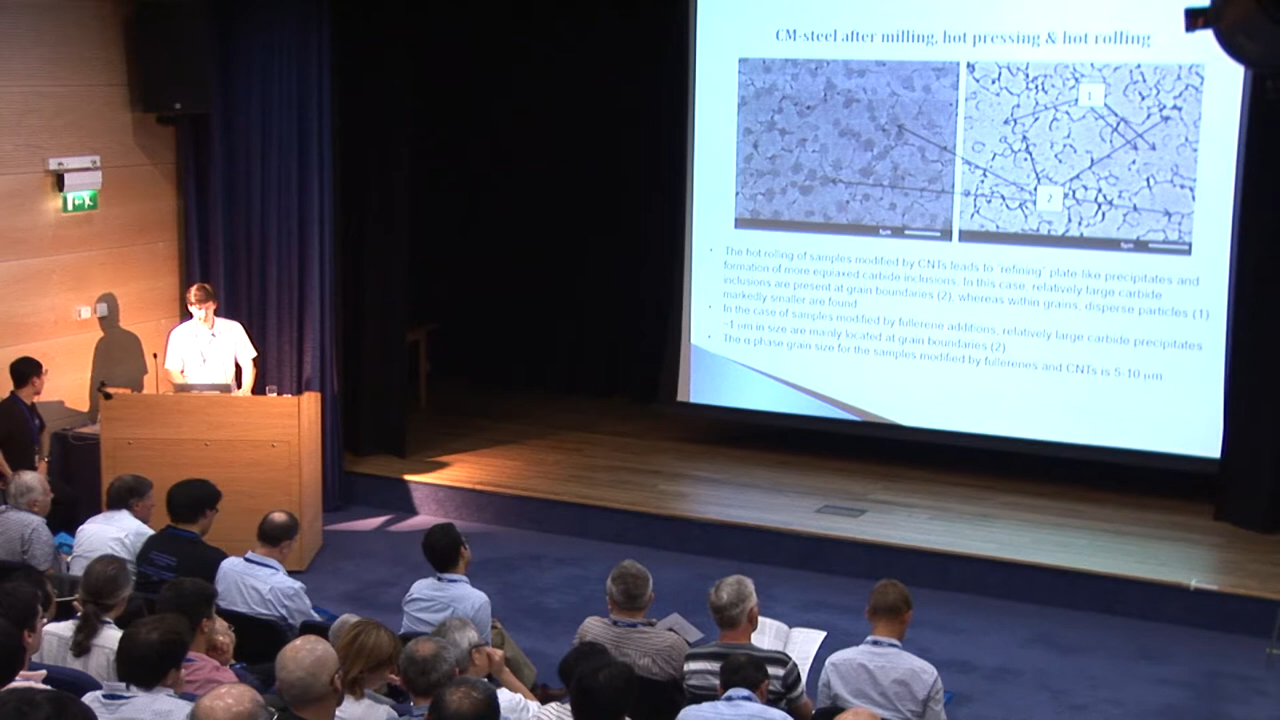 CM-steel after milling, hot pressing & hot rolling
1
2
5μm
5μm
• The hot rolling of samples modified by CNTs leads to "refining" plate-like precipitates and
formation of more equiaxed carbide inclusions. In this case, relatively large carbide
inclusions are present at grain boundaries (2), whereas within grains, disperse particles (1)
markedly smaller are found.
• In the case of samples modified by fullerene additions, relatively large carbide precipitates
~1 μm in size are mainly located at grain boundaries (2).
• The α-phase grain size for the samples modified by fullerenes and CNTs is 5-10 μm.